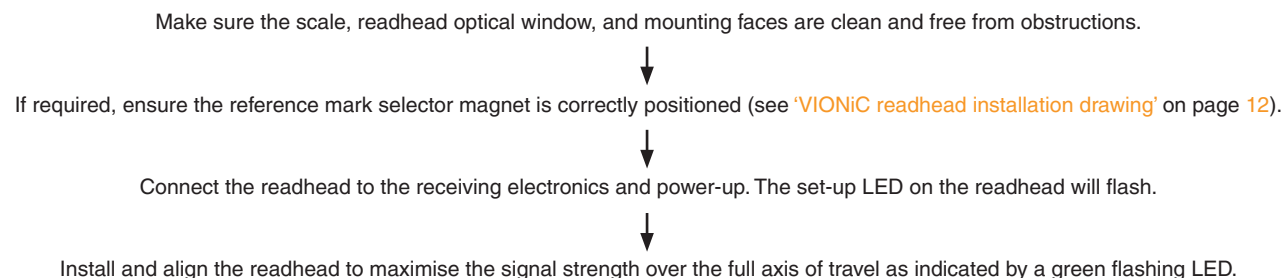 Make sure the scale, readhead optical window, and mounting faces are clean and free from obstructions.
If required, ensure the reference mark selector magnet is correctly positioned (see ‘VIONiC readhead installation drawing’ on page 12).
Connect the readhead to the receiving electronics and power-up. The set-up LED on the readhead will flash.
Install and align the readhead to maximise the signal strength over the full axis of travel as indicated by a green flashing LED.